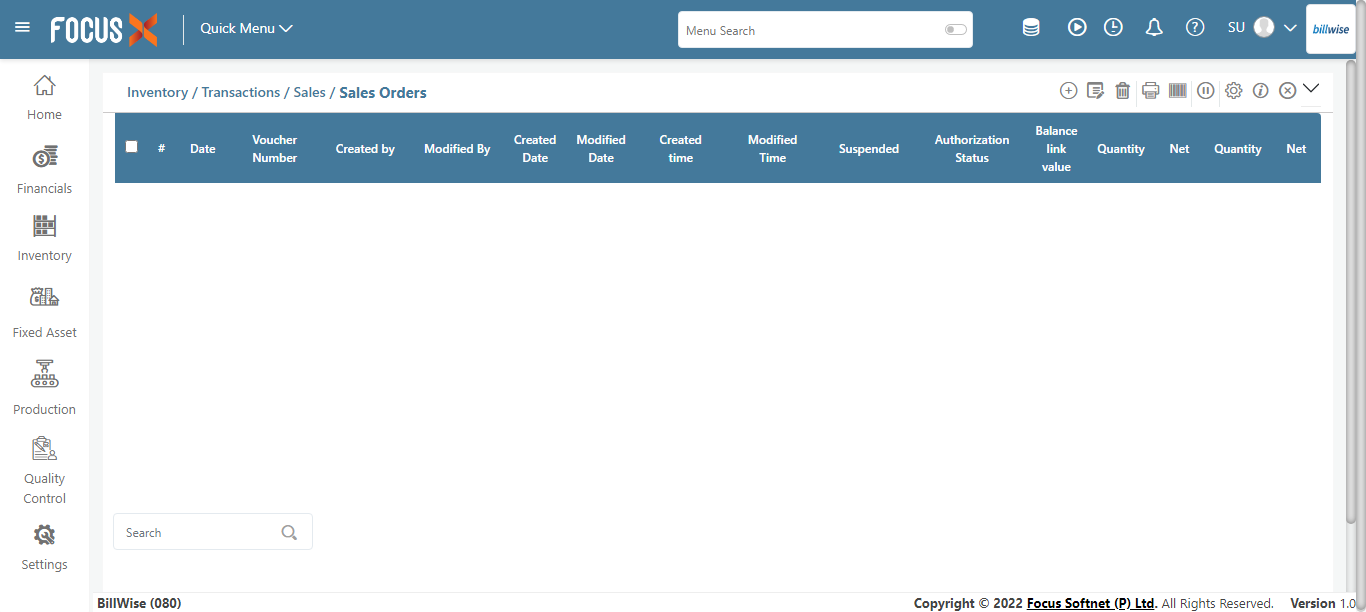 FOCUS X
Quick Menu
Menu Search
SU
billwise
Home
Financials
Inventory
Fixed Asset
Production
Quality
Control
Settings
Inventory / Transactions / Sales / Sales Orders
#
Date
Voucher
Number
Created by
Modified By
Created
Date
Modified
Date
Created
time
Modified
Time
Suspended
Authorization
Status
Balance
link
value
Quantity
Net
Quantity
Net
Search
BillWise (080)
Copyright © 2022 Focus Softnet (P) Ltd. All Rights Reserved. Version 1.0